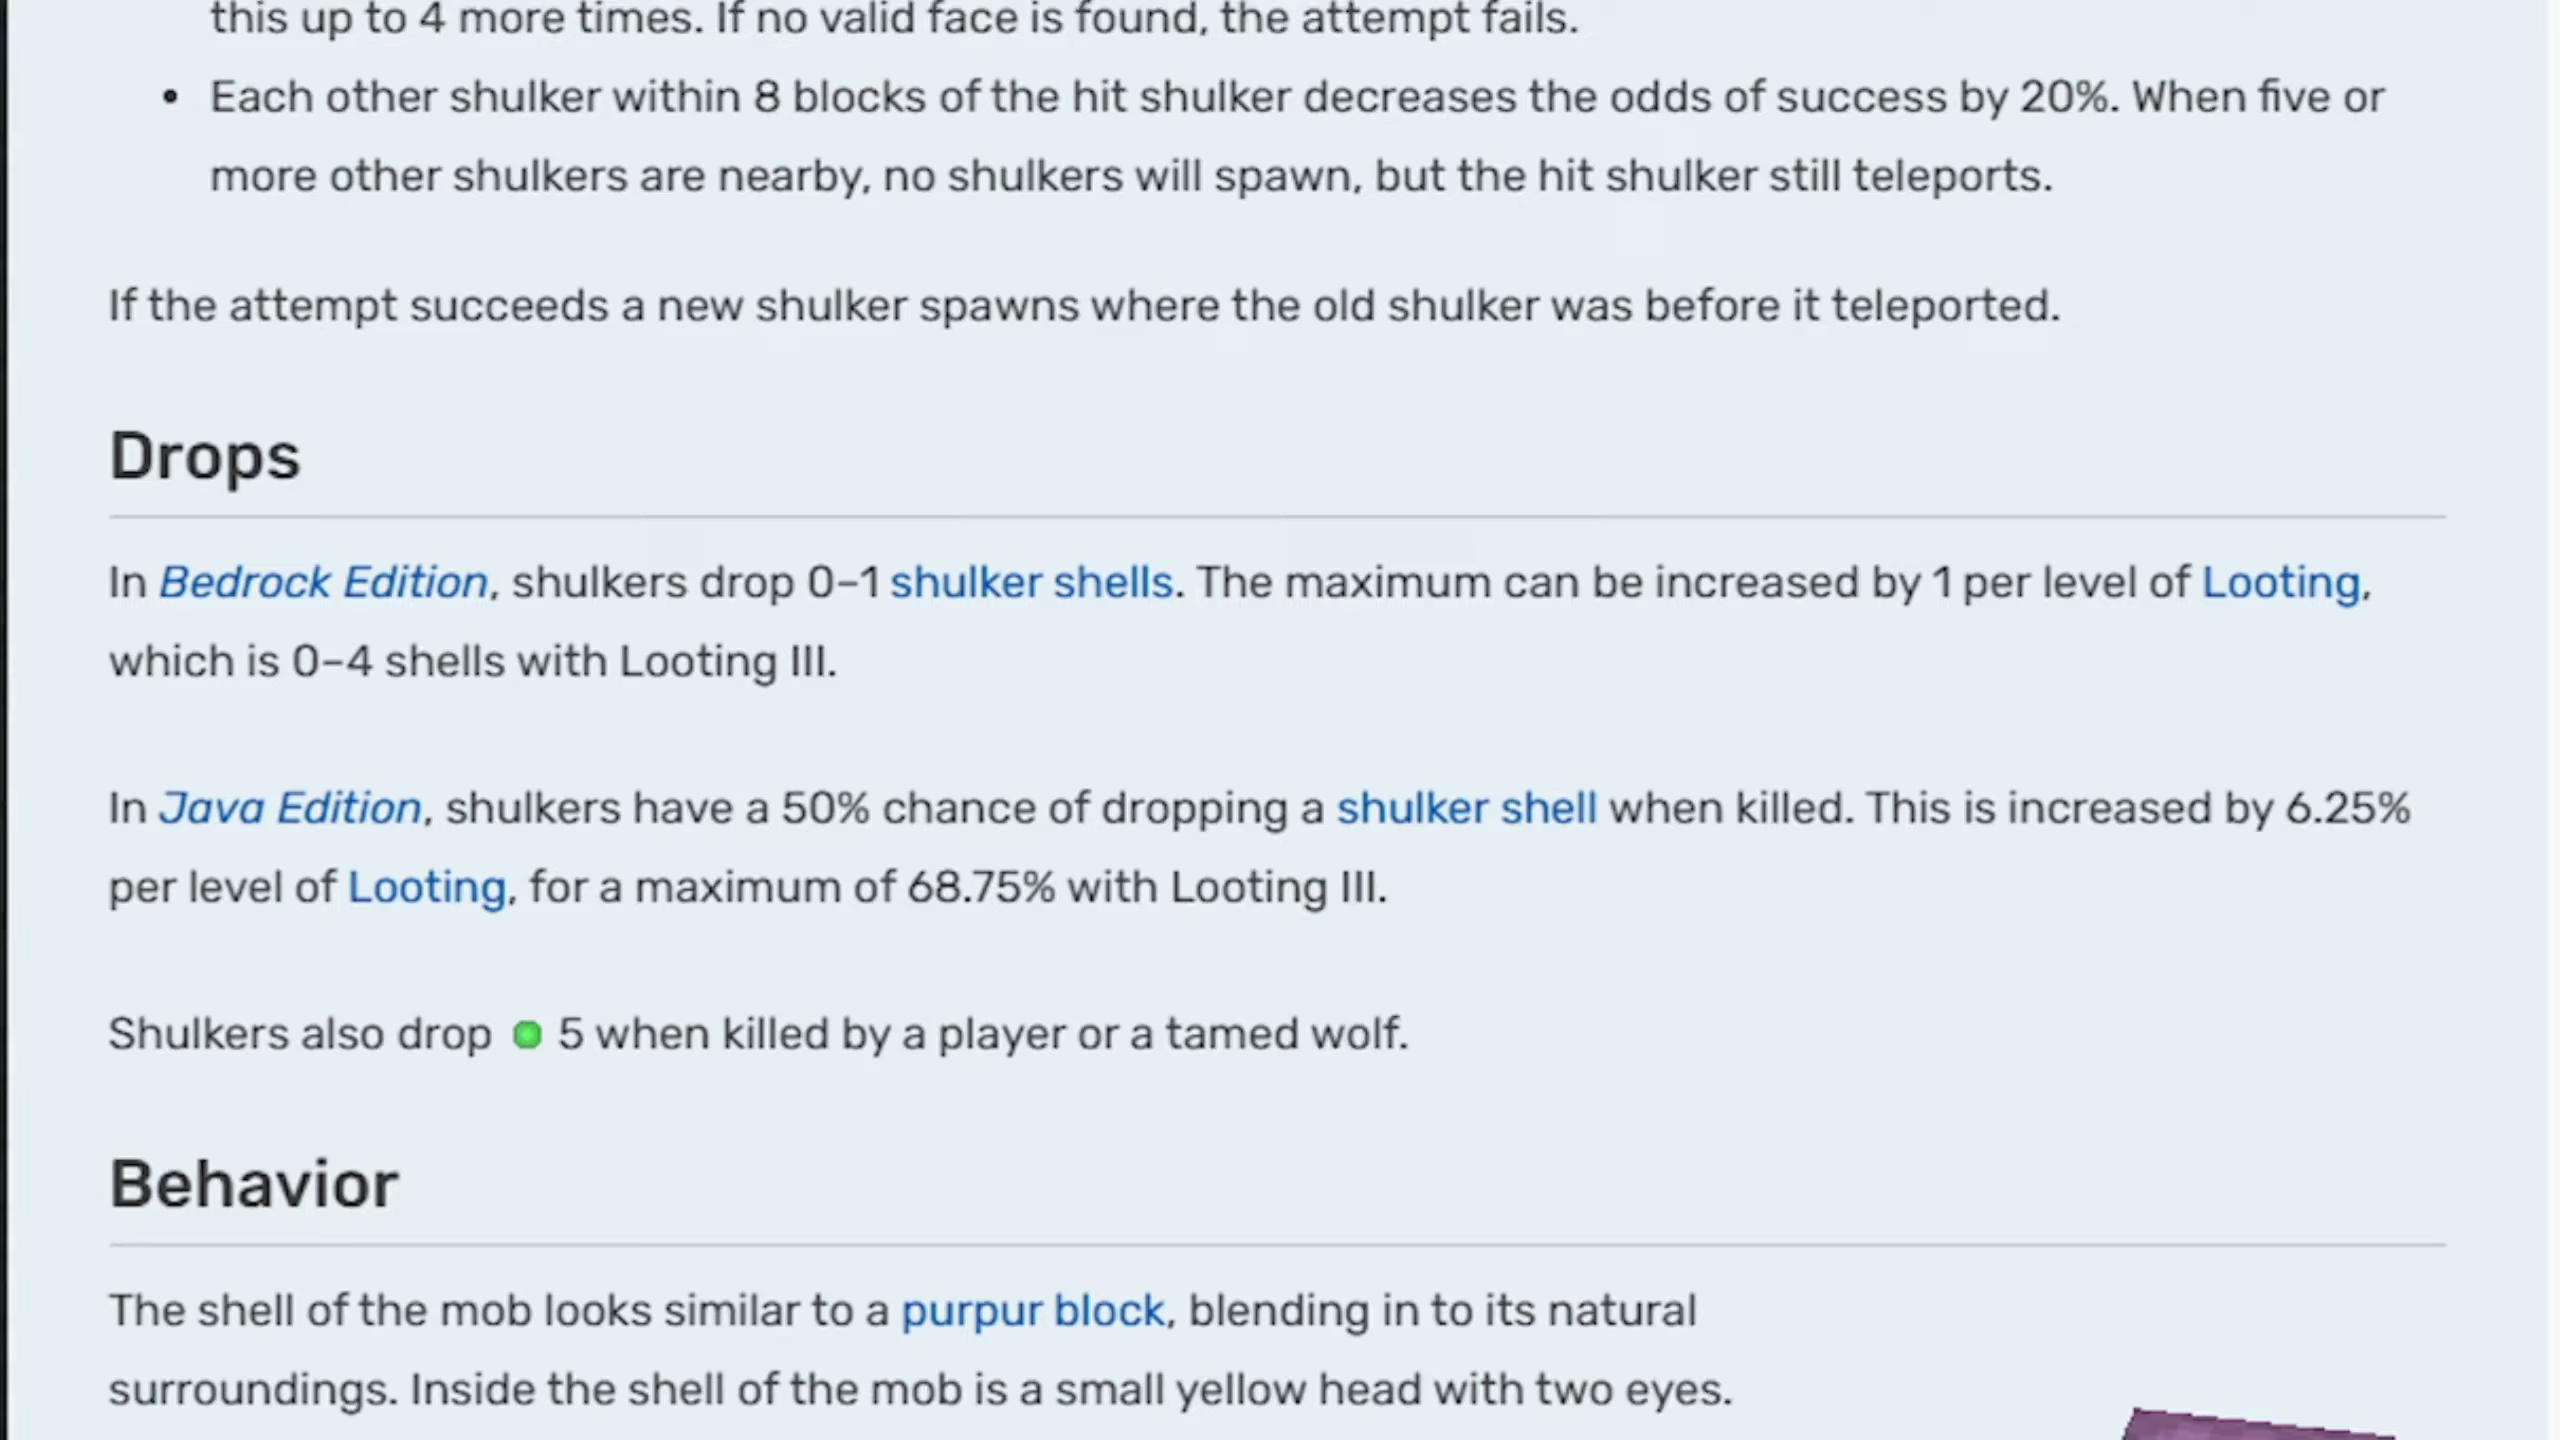 this up to 4 more times. If no valid face is found, the attempt fails.
• Each other shulker within 8 blocks of the hit shulker decreases the odds of success by 20%. When five or
more other shulkers are nearby, no shulkers will spawn, but the hit shulker still teleports.
If the attempt succeeds a new shulker spawns where the old shulker was before it teleported.
Drops
In Bedrock Edition, shulkers drop 0–1 shulker shells. The maximum can be increased by 1 per level of Looting,
which is 0–4 shells with Looting III.
In Java Edition, shulkers have a 50% chance of dropping a shulker shell when killed. This is increased by 6.25%
per level of Looting, for a maximum of 68.75% with Looting III.
Shulkers also drop 5 when killed by a player or a tamed wolf.
Behavior
The shell of the mob looks similar to a purpur block, blending in to its natural
surroundings. Inside the shell of the mob is a small yellow head with two eyes.